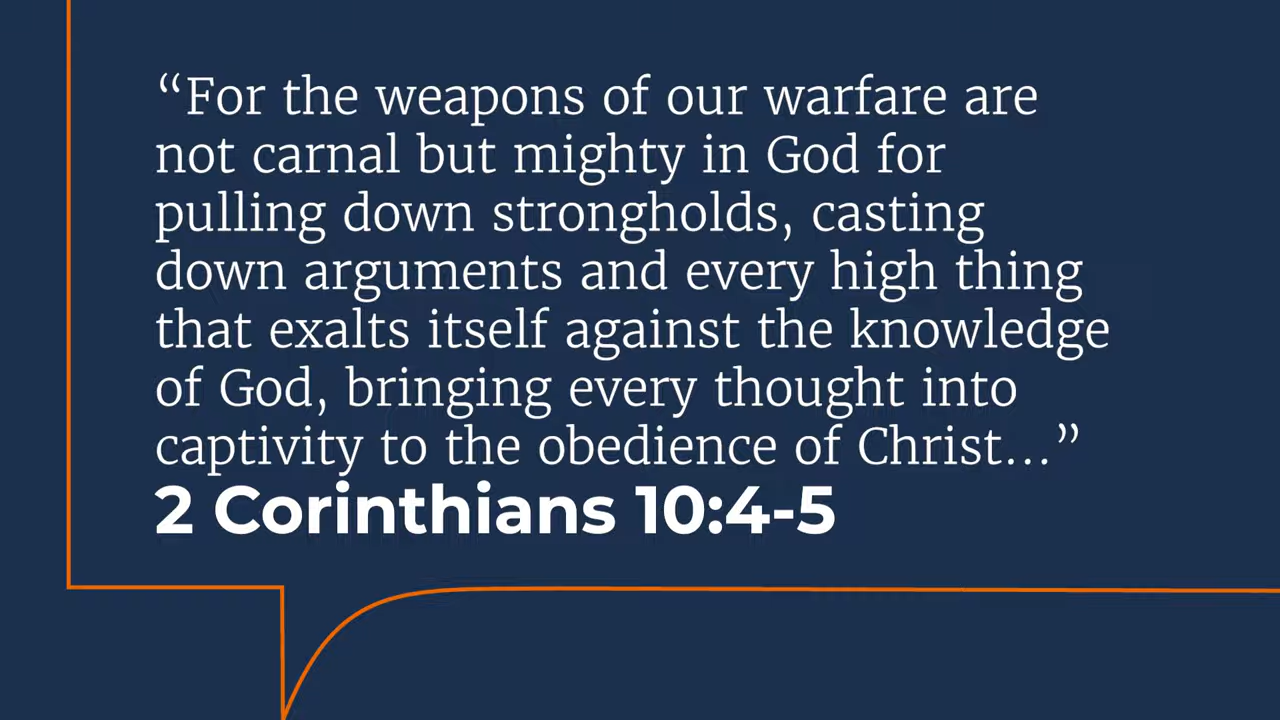 “For the weapons of our warfare are
not carnal but mighty in God for
pulling down strongholds, casting
down arguments and every high thing
that exalts itself against the knowledge
of God, bringing every thought into
captivity to the obedience of Christ...”
2 Corinthians 10:4-5